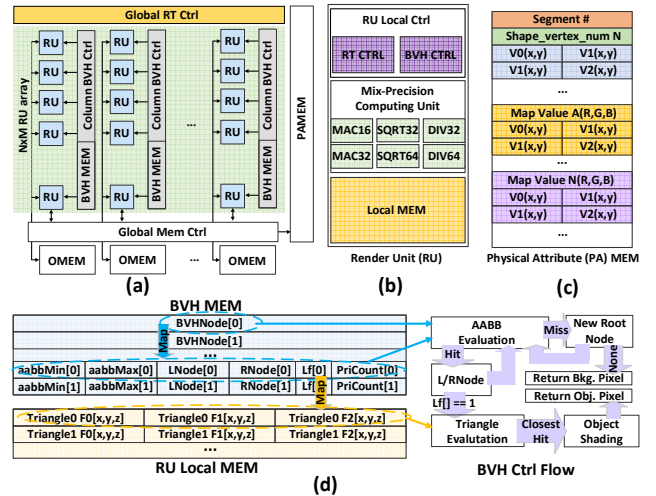 Global RT Ctrl
NxM RU array
RU RU RU
RU RU RU
RU RU RU
RU RU RU
RU RU RU
Column BVH Ctrl
Column BVH Ctrl
Column BVH Ctrl
BVH MEM
BVH MEM
BVH MEM
...
PAMEM
Global Mem Ctrl
OMEM OMEM ... OMEM
(a)
RU Local Ctrl
RT CTRL BVH CTRL
Mix-Precision
Computing Unit
MAC16 SQRT32 DIV32
MAC32 SQRT64 DIV64
Local MEM
Render Unit (RU)
(b)
Segment #
Shape_vertex_num N
V0(x,y) V1(x,y)
V1(x,y) V2(x,y)
...
Map Value A(R,G,B)
V0(x,y) V1(x,y)
V1(x,y) V2(x,y)
...
Map Value N(R,G,B)
V0(x,y) V1(x,y)
V1(x,y) V2(x,y)
...
Physical Attribute (PA) MEM
(c)
BVH MEM
BVHNode[0]
BVHNode[1]
...
Map
aabbMin[0] aabbMax[0] LNode[0] RNode[0] Lf[0] PriCount[0]
aabbMin[1] aabbMax[1] LNode[1] RNode[1] Lf[1] PriCount[1]
Map
Triangle0 F0[x,y,z] Triangle0 F1[x,y,z] Triangle0 F2[x,y,z]
Triangle1 F0[x,y,z] Triangle1 F1[x,y,z] Triangle1 F2[x,y,z]
...
RU Local MEM
(d)
AABB
Evaluation
Miss
New Root
Node
Hit
None
L/RNode
Return Bkg. Pixel
Return Obj. Pixel
Lf[] == 1
Triangle
Evalutation
Closest
Hit
Object
Shading
BVH Ctrl Flow